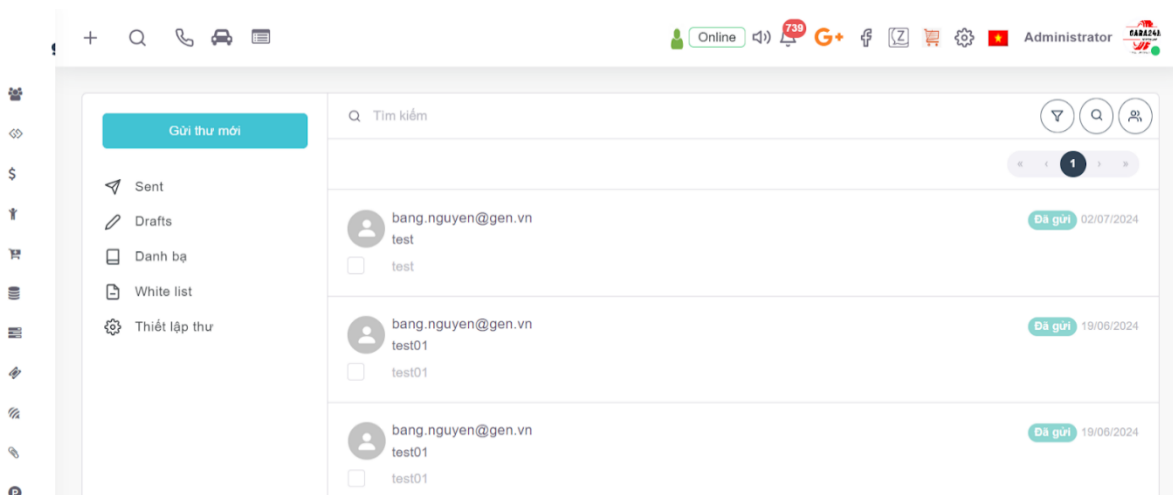 Online
739
G+
Administrator
GARA24h
Gửi thư mới
Sent
Drafts
Danh bạ
White list
Thiết lập thư
Tìm kiếm
« ‹ 1 › »
bang.nguyen@gen.vn
Đã gửi 02/07/2024
test
test
bang.nguyen@gen.vn
Đã gửi 19/06/2024
test01
test01
bang.nguyen@gen.vn
Đã gửi 19/06/2024
test01
test01